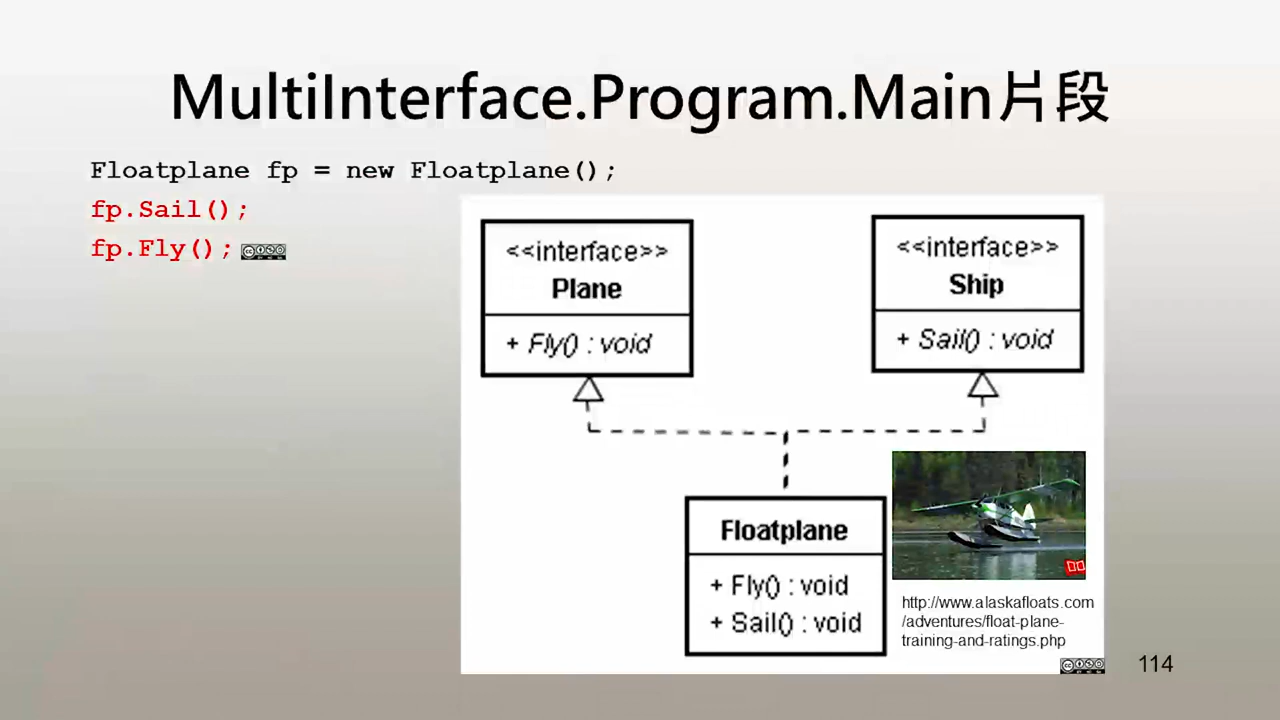 MultiInterface.Program.Main片段
Floatplane fp = new Floatplane();
fp.Sail();
fp.Fly();
<<interface>>
Plane
+ Fly() : void
<<interface>>
Ship
+ Sail() : void
Floatplane
+ Fly() : void
+ Sail() : void
http://www.alaskafloats.com
/adventures/float-plane-
training-and-ratings.php
114